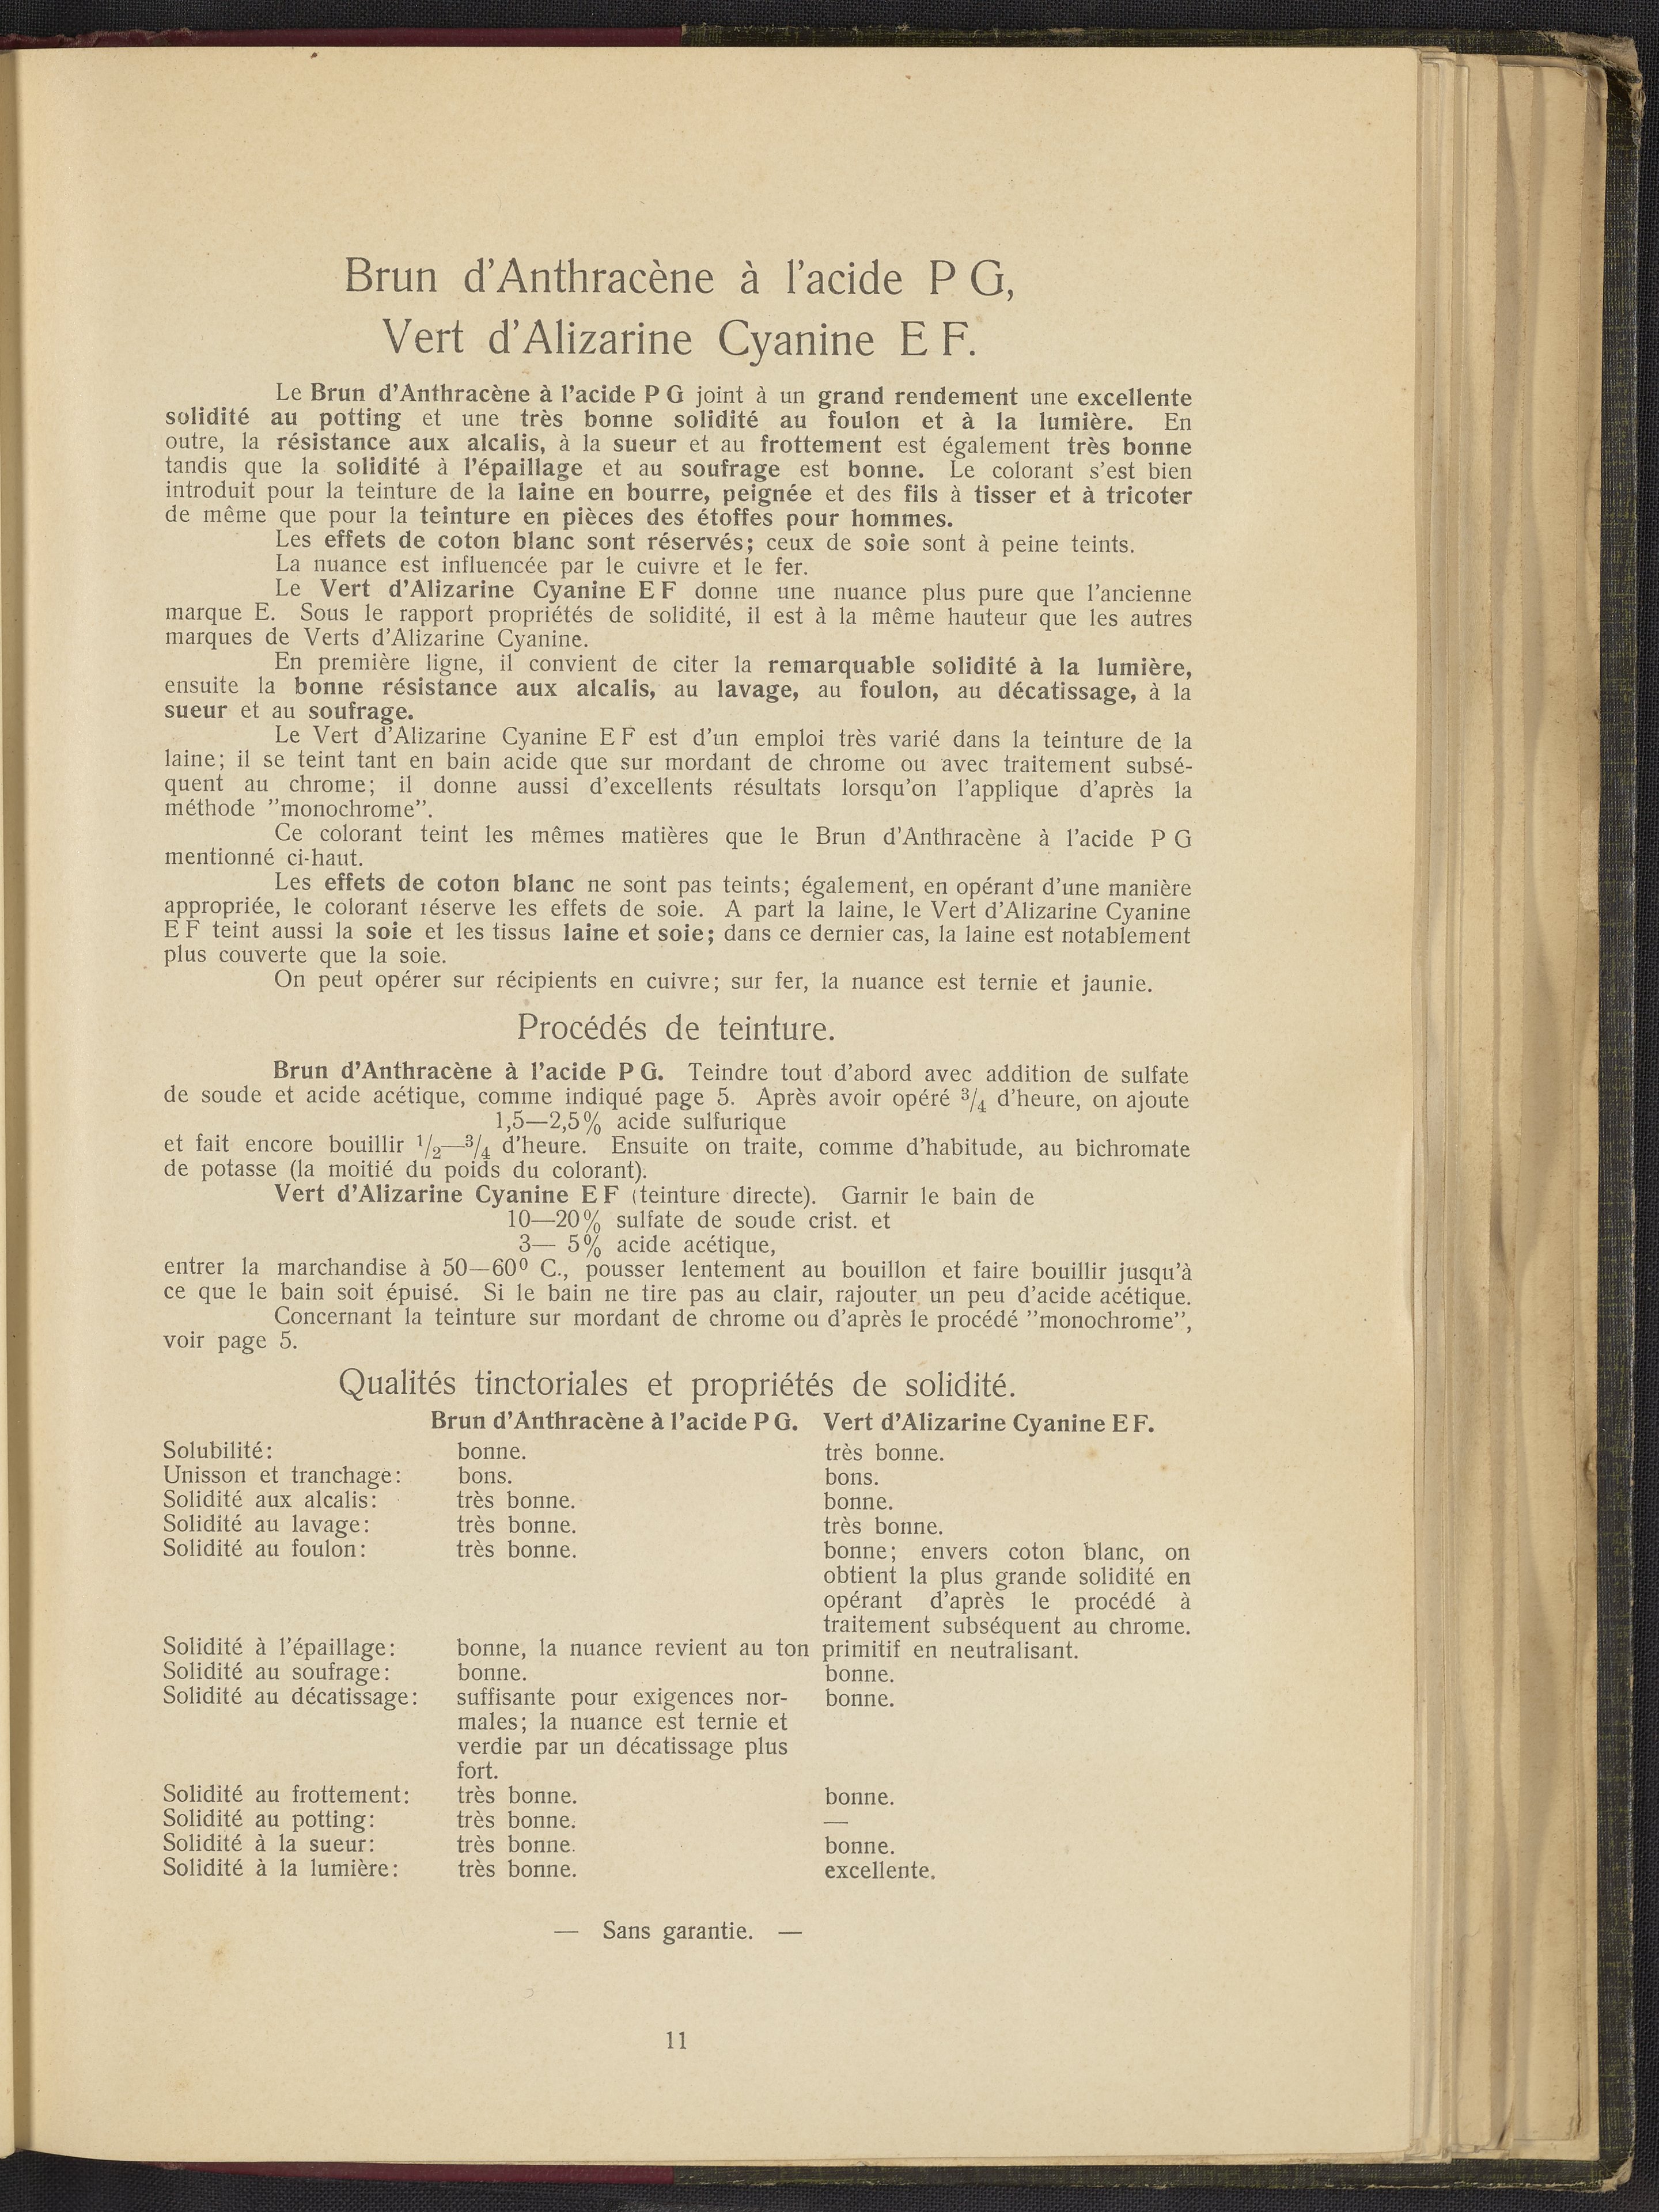 Brun d'Anthracène à l'acide P G,
Vert d'Alizarine Cyanine E F.
Le Brun d'Anthracène à l'acide P G joint à un grand rendement une excellente
solidité au potting et une très bonne solidité au foulon et à la lumière. En
outre, la résistance aux alcalis, à la sueur et au frottement est également très bonne
tandis que la solidité à l'épaillage et au soufrage est bonne. Le colorant s'est bien
introduit pour la teinture de la laine en bourre, peignée et des fils à tisser et à tricoter
de même que pour la teinture en pièces des étoffes pour hommes.
Les effets de coton blanc sont réservés; ceux de soie sont à peine teints.
La nuance est influencée par le cuivre et le fer.
Le Vert d'Alizarine Cyanine E F donne une nuance plus pure que l'ancienne
marque E. Sous le rapport propriétés de solidité, il est à la même hauteur que les autres
marques de Verts d'Alizarine Cyanine.
En première ligne, il convient de citer la remarquable solidité à la lumière,
ensuite la bonne résistance aux alcalis, au lavage, au foulon, au décatissage, à la
sueur et au soufrage.
Le Vert d'Alizarine Cyanine E F est d'un emploi très varié dans la teinture de la
laine; il se teint tant en bain acide que sur mordant de chrome ou avec traitement subsé-
quent au chrome; il donne aussi d'excellents résultats lorsqu'on l'applique d'après la
méthode ”monochrome”.
Ce colorant teint les mêmes matières que le Brun d'Anthracène à l'acide P G
mentionné ci-haut.
Les effets de coton blanc ne sont pas teints; également, en opérant d'une manière
appropriée, le colorant réserve les effets de soie. A part la laine, le Vert d'Alizarine Cyanine
E F teint aussi la soie et les tissus laine et soie; dans ce dernier cas, la laine est notablement
plus couverte que la soie.
On peut opérer sur récipients en cuivre; sur fer, la nuance est ternie et jaunie.
Procédés de teinture.
Brun d'Anthracène à l'acide P G. Teindre tout d'abord avec addition de sulfate
de soude et acide acétique, comme indiqué page 5. Après avoir opéré 3/4 d'heure, on ajoute
1,5—2,5% acide sulfurique
et fait encore bouillir 1/2—3/4 d'heure. Ensuite on traite, comme d'habitude, au bichromate
de potasse (la moitié du poids du colorant).
Vert d'Alizarine Cyanine E F (teinture directe). Garnir le bain de
10—20% sulfate de soude crist. et
3— 5% acide acétique,
entrer la marchandise à 50—60º C., pousser lentement au bouillon et faire bouillir jusqu'à
ce que le bain soit épuisé. Si le bain ne tire pas au clair, rajouter un peu d'acide acétique.
Concernant la teinture sur mordant de chrome ou d'après le procédé ”monochrome”,
voir page 5.
Qualités tinctoriales et propriétés de solidité.
Brun d'Anthracène à l'acide P G. Vert d'Alizarine Cyanine E F.
Solubilité: bonne. très bonne.
Unisson et tranchage: bons. bons.
Solidité aux alcalis: très bonne. bonne.
Solidité au lavage: très bonne. très bonne.
Solidité au foulon: très bonne. bonne; envers coton blanc, on
obtient la plus grande solidité en
opérant d'après le procédé à
traitement subséquent au chrome.
Solidité à l'épaillage: bonne, la nuance revient au ton primitif en neutralisant.
Solidité au soufrage: bonne. bonne.
Solidité au décatissage: suffisante pour exigences nor- bonne.
males; la nuance est ternie et
verdie par un décatissage plus
fort.
Solidité au frottement: très bonne. bonne.
Solidité au potting: très bonne. —
Solidité à la sueur: très bonne. bonne.
Solidité à la lumière: très bonne. excellente.
— Sans garantie. —
11